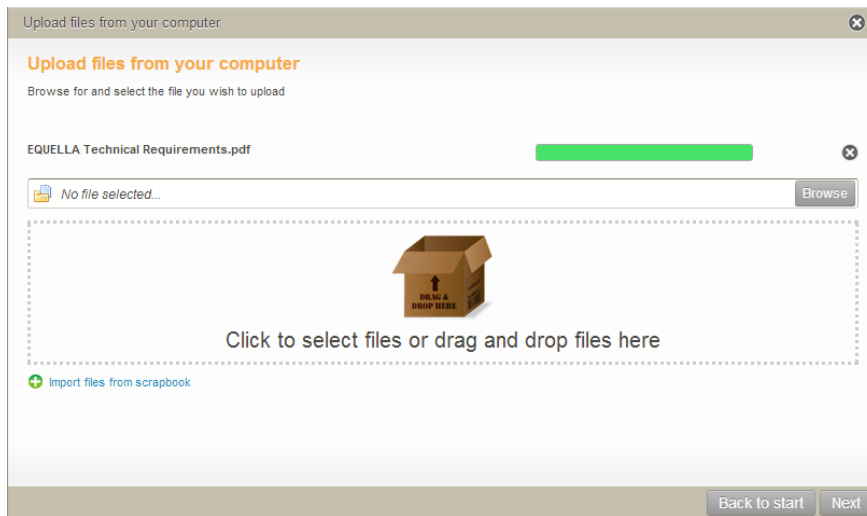 Upload files from your computer
Upload files from your computer
Browse for and select the file you wish to upload
EQUELLA Technical Requirements.pdf
No file selected...
Browse
DRAG &
DROP HERE
Click to select files or drag and drop files here
Import files from scrapbook
Back to start
Next